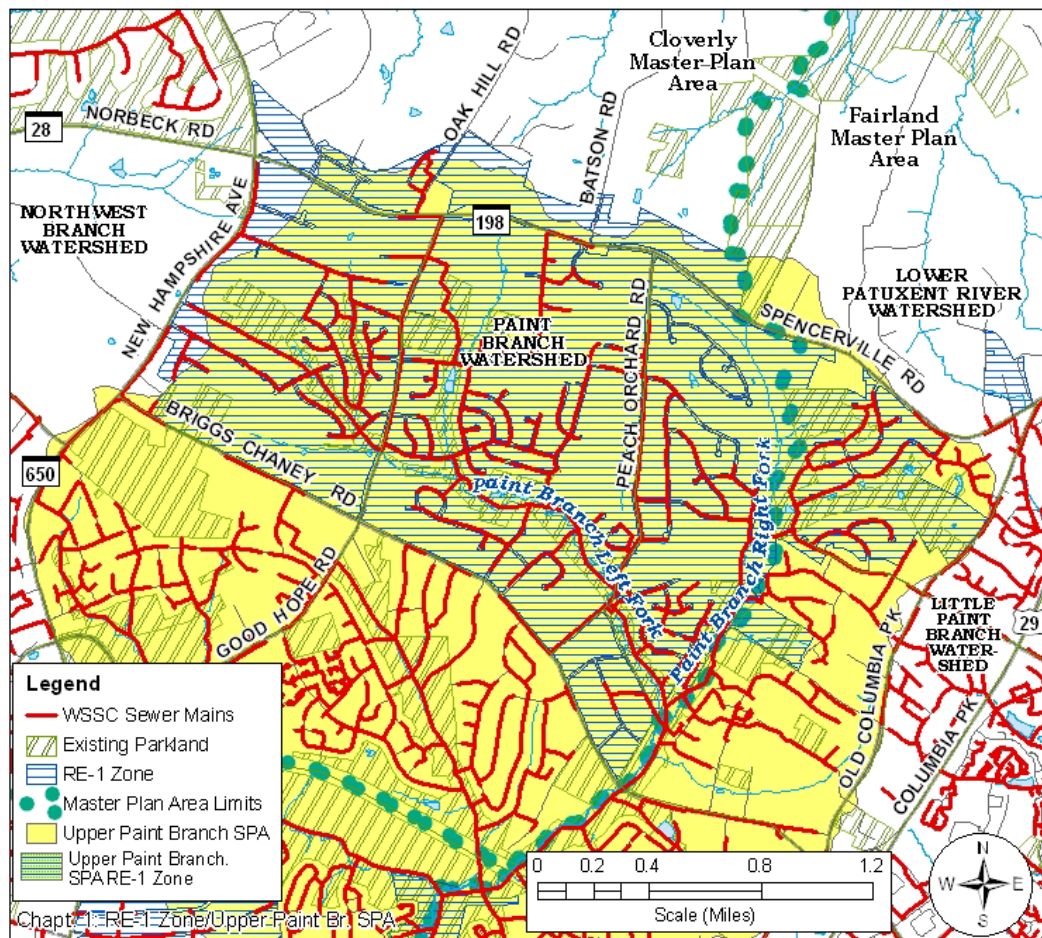 Cloverly
Master Plan
Area
Fairland
Master Plan
Area
OAK HILL RD
BATSON RD
NORBECK RD
28
198
NORTHWEST
BRANCH
WATERSHED
NEW HAMPSHIRE AVE
LOWER
PATUXENT RIVER
WATERSHED
SPENCERVILLE RD
PAINT
BRANCH
WATERSHED
PEACH ORCHARD RD
BRIGGS CHANEY RD
650
Paint Branch Left Fork
Paint Branch Right Fork
GOOD HOPE RD
OLD COLUMBIA PK
COLUMBIA PK
LITTLE
PAINT
BRANCH
WATER-
SHED
29
Legend
WSSC Sewer Mains
Existing Parkland
RE-1 Zone
Master Plan Area Limits
Upper Paint Branch SPA
Upper Paint Branch.
SPA RE-1 Zone
0 0.2 0.4 0.8 1.2
Scale (Miles)
N
W E
S
Chapt 1: RE-1 Zone/Upper Paint Br. SPA